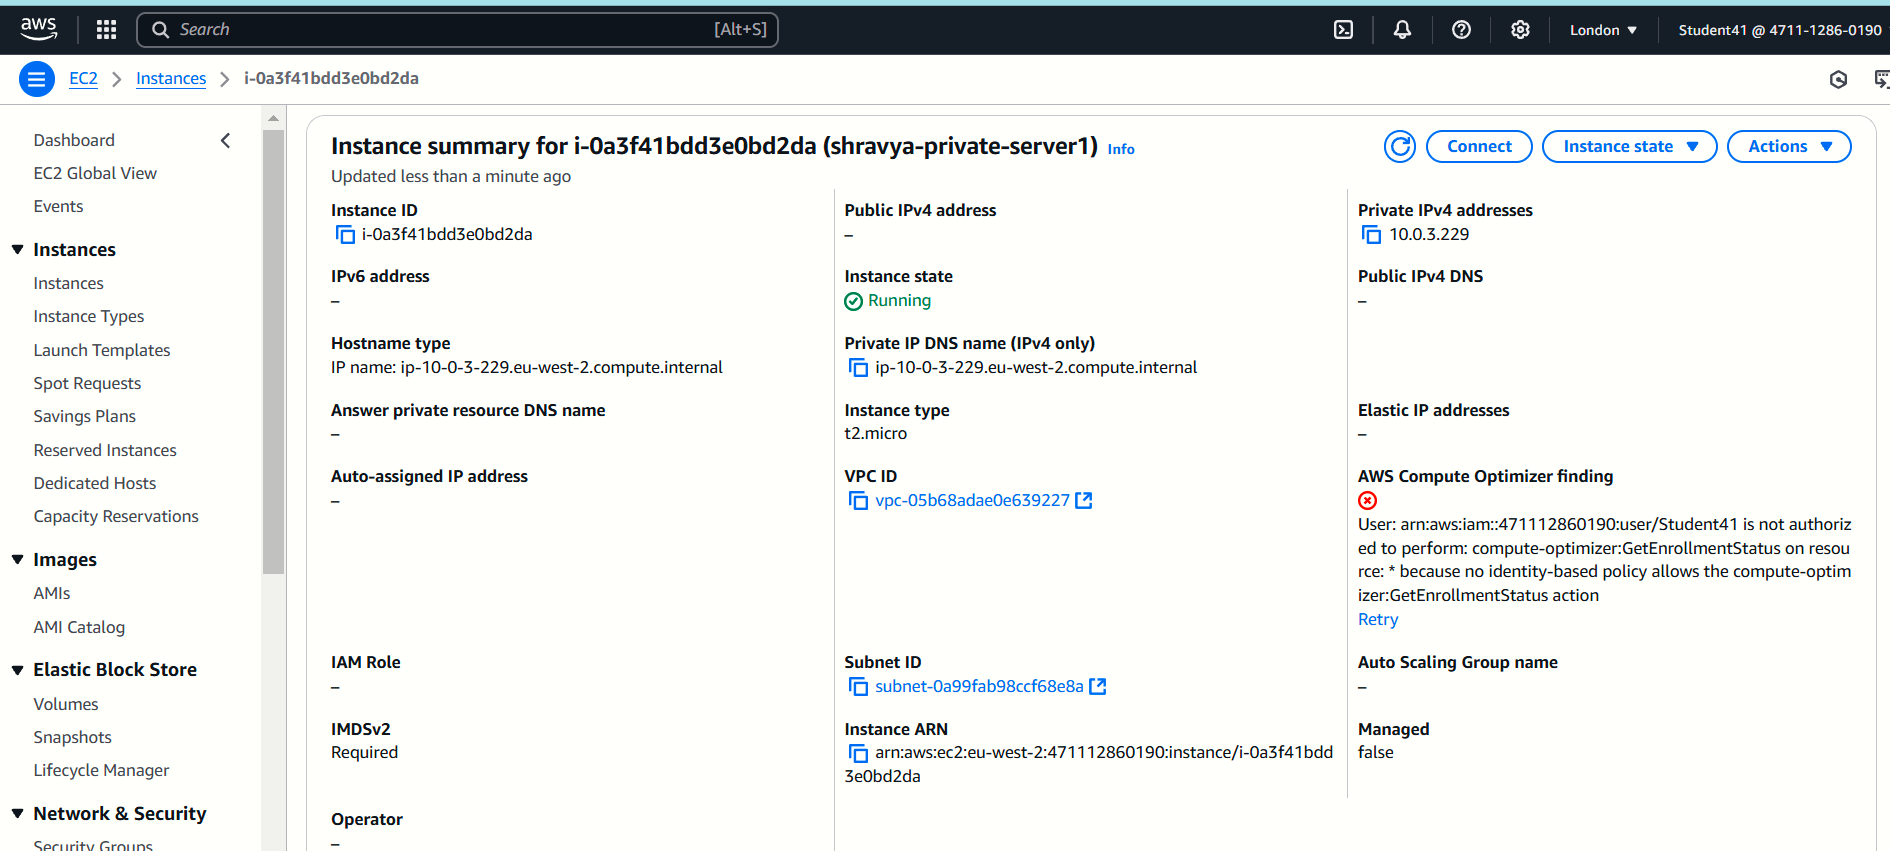 aws
Search
[Alt+S]
London
Student41 @ 4711-1286-0190
EC2
Instances
i-0a3f41bdd3e0bd2da
Dashboard
EC2 Global View
Events
Instances
Instances
Instance Types
Launch Templates
Spot Requests
Savings Plans
Reserved Instances
Dedicated Hosts
Capacity Reservations
Images
AMIs
AMI Catalog
Elastic Block Store
Volumes
Snapshots
Lifecycle Manager
Network & Security
Security Groups
Instance summary for i-0a3f41bdd3e0bd2da (shravya-private-server1) Info
Updated less than a minute ago
Connect
Instance state
Actions
Instance ID
i-0a3f41bdd3e0bd2da
Public IPv4 address
–
Private IPv4 addresses
10.0.3.229
IPv6 address
–
Instance state
Running
Public IPv4 DNS
–
Hostname type
IP name: ip-10-0-3-229.eu-west-2.compute.internal
Private IP DNS name (IPv4 only)
ip-10-0-3-229.eu-west-2.compute.internal
Answer private resource DNS name
–
Instance type
t2.micro
Elastic IP addresses
–
Auto-assigned IP address
–
VPC ID
vpc-05b68adae0e639227
AWS Compute Optimizer finding
User: arn:aws:iam::471112860190:user/Student41 is not authoriz
ed to perform: compute-optimizer:GetEnrollmentStatus on resou
rce: * because no identity-based policy allows the compute-optim
izer:GetEnrollmentStatus action
Retry
IAM Role
–
Subnet ID
subnet-0a99fab98ccf68e8a
Auto Scaling Group name
–
IMDSv2
Required
Instance ARN
arn:aws:ec2:eu-west-2:471112860190:instance/i-0a3f41bdd
3e0bd2da
Managed
false
Operator
–